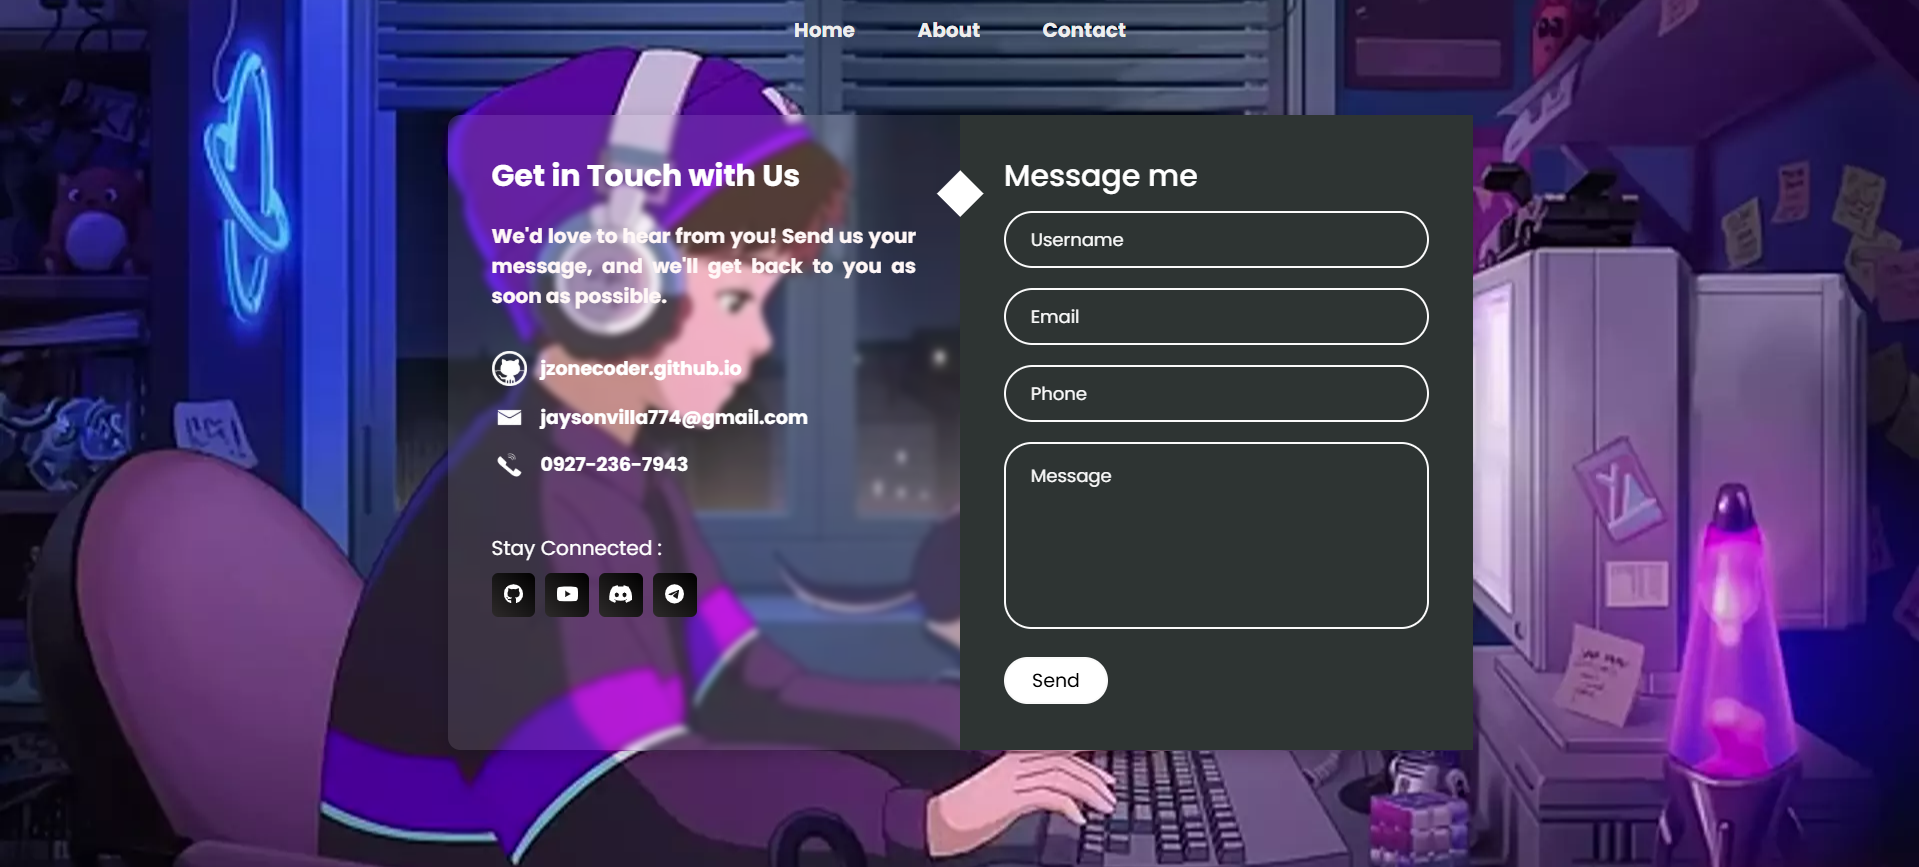 Home About Contact
Get in Touch with Us
We'd love to hear from you! Send us your
message, and we'll get back to you as
soon as possible.
jzonecoder.github.io
jaysonvilla774@gmail.com
0927-236-7943
Stay Connected :
Message me
Username
Email
Phone
Message
Send